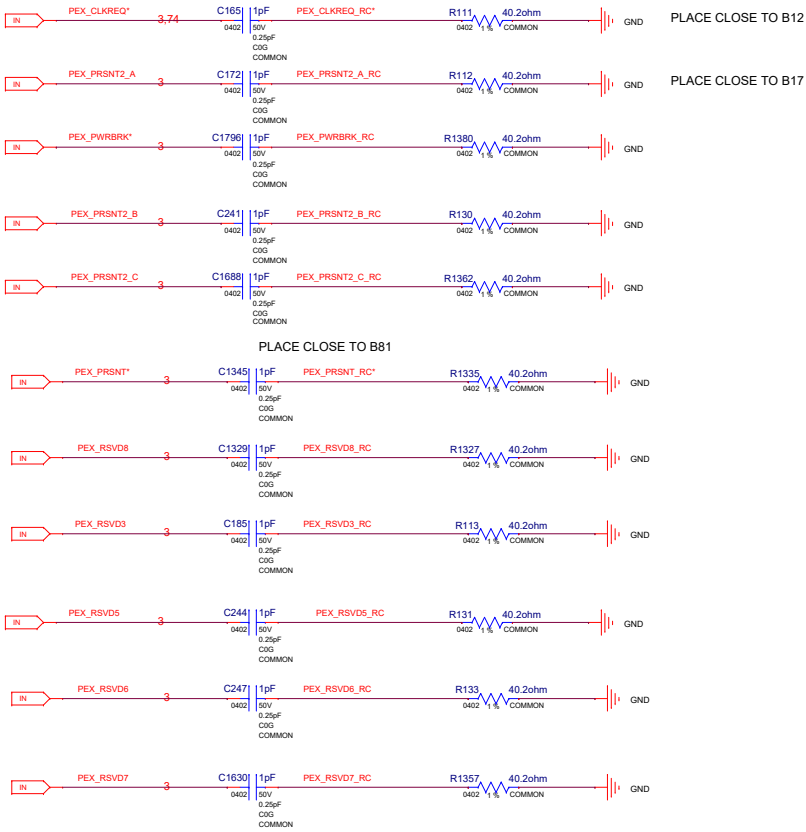 IN PEX_CLKREQ* 3,74 C165 1pF PEX_CLKREQ_RC* R111 40.2ohm GND PLACE CLOSE TO B12
0402 50V 0402 1 % COMMON
0.25pF
C0G
COMMON
IN PEX_PRSNT2_A 3 C172 1pF PEX_PRSNT2_A_RC R112 40.2ohm GND PLACE CLOSE TO B17
0402 50V 0402 1 % COMMON
0.25pF
C0G
COMMON
IN PEX_PWRBRK* 3 C1796 1pF PEX_PWRBRK_RC R1380 40.2ohm GND
0402 50V 0402 1 % COMMON
0.25pF
C0G
COMMON
IN PEX_PRSNT2_B 3 C241 1pF PEX_PRSNT2_B_RC R130 40.2ohm GND
0402 50V 0402 1 % COMMON
0.25pF
C0G
COMMON
IN PEX_PRSNT2_C 3 C1688 1pF PEX_PRSNT2_C_RC R1362 40.2ohm GND
0402 50V 0402 1 % COMMON
0.25pF
C0G
COMMON
PLACE CLOSE TO B81
IN PEX_PRSNT* 3 C1345 1pF PEX_PRSNT_RC* R1335 40.2ohm GND
0402 50V 0402 1 % COMMON
0.25pF
C0G
COMMON
IN PEX_RSVD8 3 C1329 1pF PEX_RSVD8_RC R1327 40.2ohm GND
0402 50V 0402 1 % COMMON
0.25pF
C0G
COMMON
IN PEX_RSVD3 3 C185 1pF PEX_RSVD3_RC R113 40.2ohm GND
0402 50V 0402 1 % COMMON
0.25pF
C0G
COMMON
IN PEX_RSVD5 3 C244 1pF PEX_RSVD5_RC R131 40.2ohm GND
0402 50V 0402 1 % COMMON
0.25pF
C0G
COMMON
IN PEX_RSVD6 3 C247 1pF PEX_RSVD6_RC R133 40.2ohm GND
0402 50V 0402 1 % COMMON
0.25pF
C0G
COMMON
IN PEX_RSVD7 3 C1630 1pF PEX_RSVD7_RC R1357 40.2ohm GND
0402 50V 0402 1 % COMMON
0.25pF
C0G
COMMON